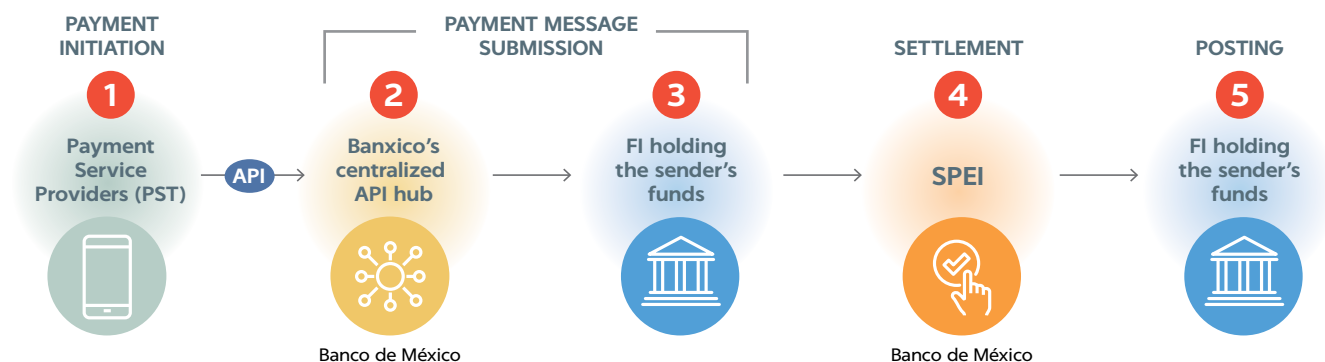 PAYMENT
INITIATION
1
Payment
Service
Providers (PST)
API
PAYMENT MESSAGE
SUBMISSION
2
Banxico's
centralized
API hub
Banco de México
3
FI holding
the sender's
funds
SETTLEMENT
4
SPEI
Banco de México
POSTING
5
FI holding
the sender's
funds